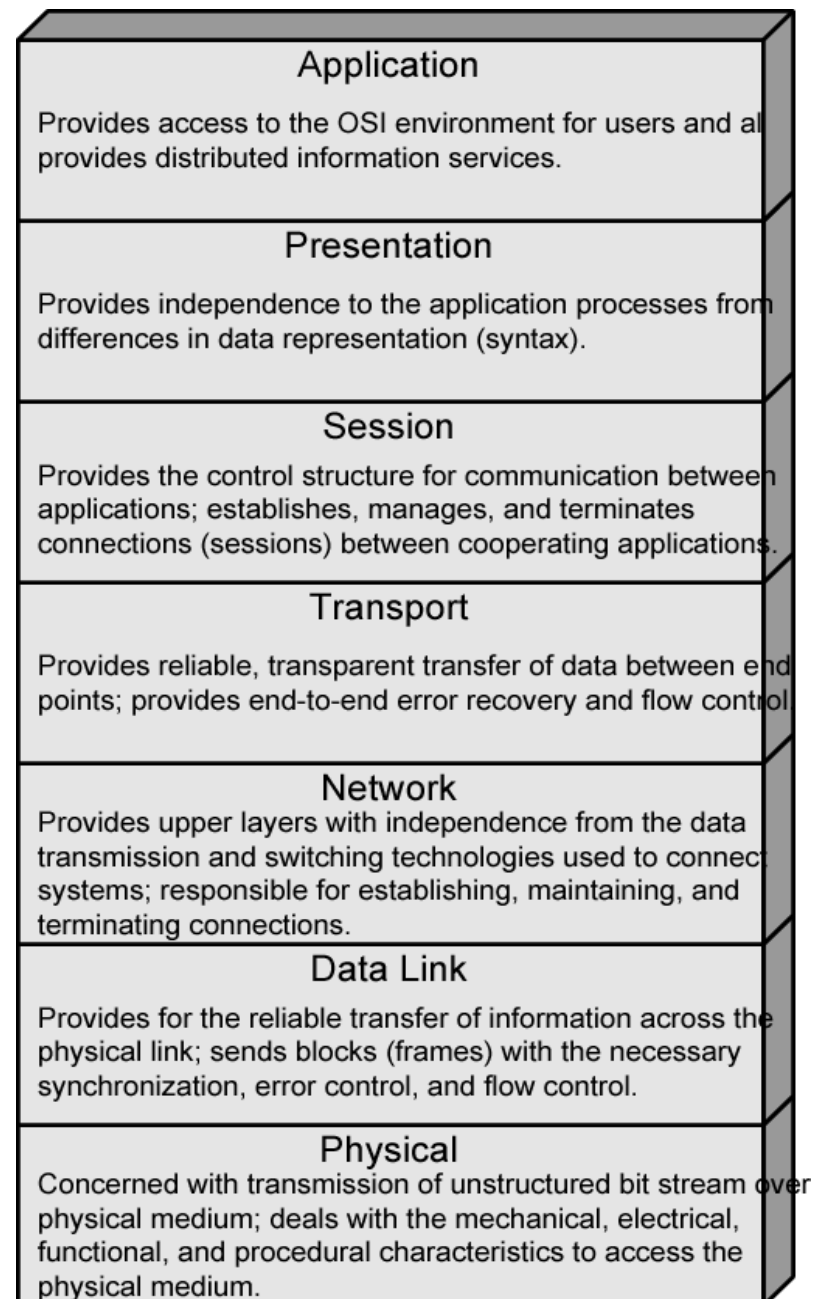 Application
Provides access to the OSI environment for users and al
provides distributed information services.
Presentation
Provides independence to the application processes from
differences in data representation (syntax).
Session
Provides the control structure for communication between
applications; establishes, manages, and terminates
connections (sessions) between cooperating applications.
Transport
Provides reliable, transparent transfer of data between end
points; provides end-to-end error recovery and flow control.
Network
Provides upper layers with independence from the data
transmission and switching technologies used to connect
systems; responsible for establishing, maintaining, and
terminating connections.
Data Link
Provides for the reliable transfer of information across the
physical link; sends blocks (frames) with the necessary
synchronization, error control, and flow control.
Physical
Concerned with transmission of unstructured bit stream over
physical medium; deals with the mechanical, electrical,
functional, and procedural characteristics to access the
physical medium.